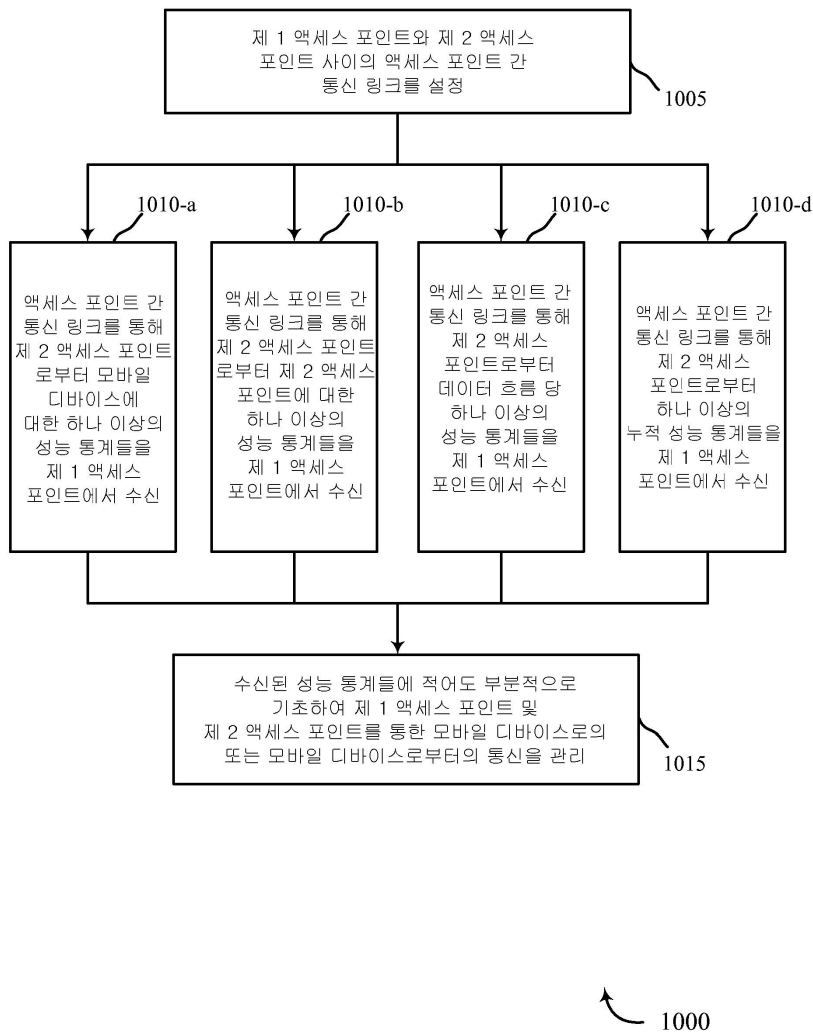 제 1 액세스 포인트와 제 2 액세스
포인트 사이의 액세스 포인트 간
통신 링크를 설정
1005
1010-a
액세스 포인트 간
통신 링크를 통해
제 2 액세스 포인트
로부터 모바일
디바이스에
대한 하나 이상의
성능 통계들을
제 1 액세스
포인트에서 수신
1010-b
액세스 포인트 간
통신 링크를 통해
제 2 액세스 포인트
로부터 제 2 액세스
포인트에 대한
하나 이상의
성능 통계들을
제 1 액세스
포인트에서 수신
1010-c
액세스 포인트 간
통신 링크를 통해
제 2 액세스
포인트로부터
데이터 흐름 당
하나 이상의
성능 통계들을
제 1 액세스
포인트에서 수신
1010-d
액세스 포인트 간
통신 링크를 통해
제 2 액세스
포인트로부터
하나 이상의
누적 성능 통계들을
제 1 액세스
포인트에서 수신
수신된 성능 통계들에 적어도 부분적으로
기초하여 제 1 액세스 포인트 및
제 2 액세스 포인트를 통한 모바일 디바이스로의
또는 모바일 디바이스로부터의 통신을 관리
1015
1000